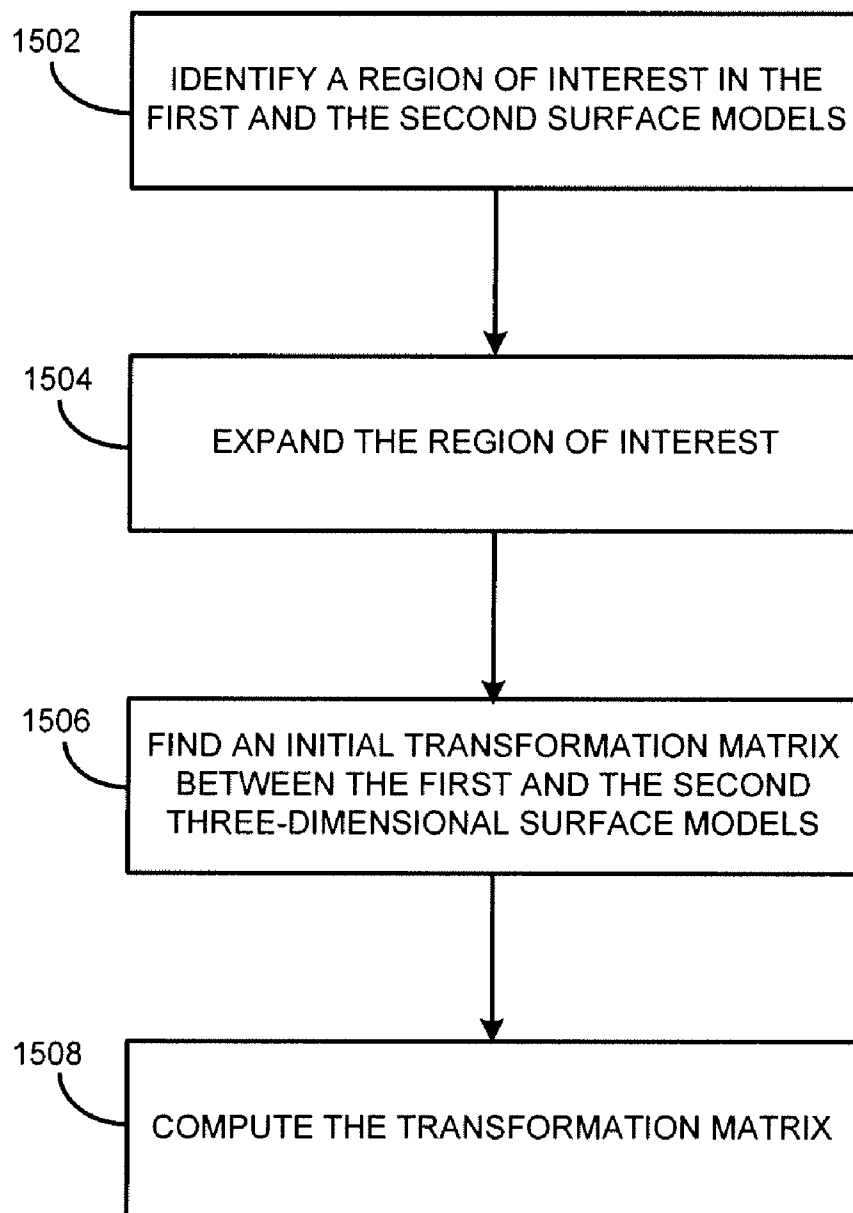 1502
IDENTIFY A REGION OF INTEREST IN THE
FIRST AND THE SECOND SURFACE MODELS
1504
EXPAND THE REGION OF INTEREST
1506
FIND AN INITIAL TRANSFORMATION MATRIX
BETWEEN THE FIRST AND THE SECOND
THREE-DIMENSIONAL SURFACE MODELS
1508
COMPUTE THE TRANSFORMATION MATRIX